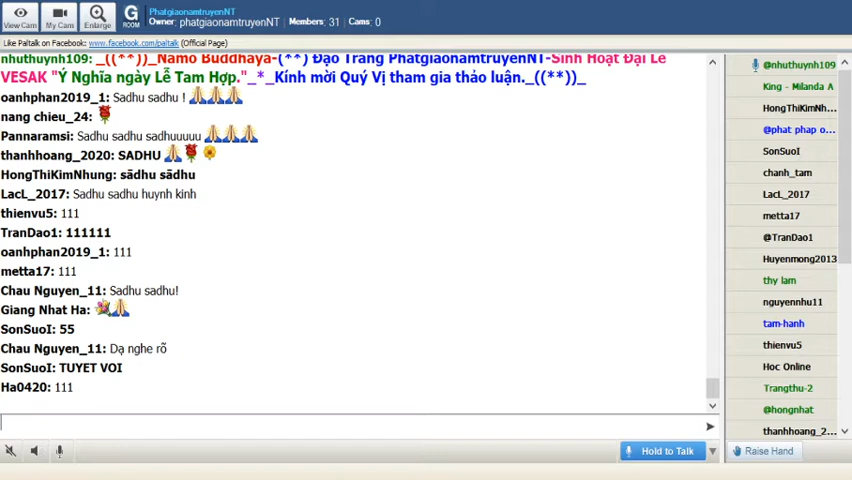 PhatgiaonamtruyenNT
Owner: phatgiaonamtruyenNT Members: 31 Cams: 0
View Cam My Cam Enlarge G ROOM
Like Paltalk on Facebook: www.facebook.com/paltalk (Official Page)
nhuthuynh109: _((**))_Namo Buddhaya-(**) Đạo Tràng PhatgiaonamtruyenNT-Sinh Hoạt Đại Lễ
VESAK "Ý Nghĩa ngày Lễ Tam Hợp."_*_Kính mời Quý Vị tham gia thảo luận._((**))_
oanhphan2019_1: Sadhu sadhu !
nang chieu_24:
Pannaramsi: Sadhu sadhu sadhuuuuu
thanhhoang_2020: SADHU
HongThiKimNhung: sādhu sādhu
LacL_2017: Sadhu sadhu huynh kinh
thienvu5: 111
TranDao1: 111111
oanhphan2019_1: 111
metta17: 111
Chau Nguyen_11: Sadhu sadhu!
Giang Nhat Ha:
SonSuoI: 55
Chau Nguyen_11: Dạ nghe rõ
SonSuoI: TUYET VOI
Ha0420: 111
@nhuthuynh109
King - Milanda A
HongThiKimNh...
@phat phap o...
SonSuoI
chanh_tam
LacL_2017
metta17
@TranDao1
Huyenmong2013
thy lam
nguyennhu11
tam-hanh
thienvu5
Hoc Online
Trangthu-2
@hongnhat
thanhhoang_2...
Hold to Talk
Raise Hand